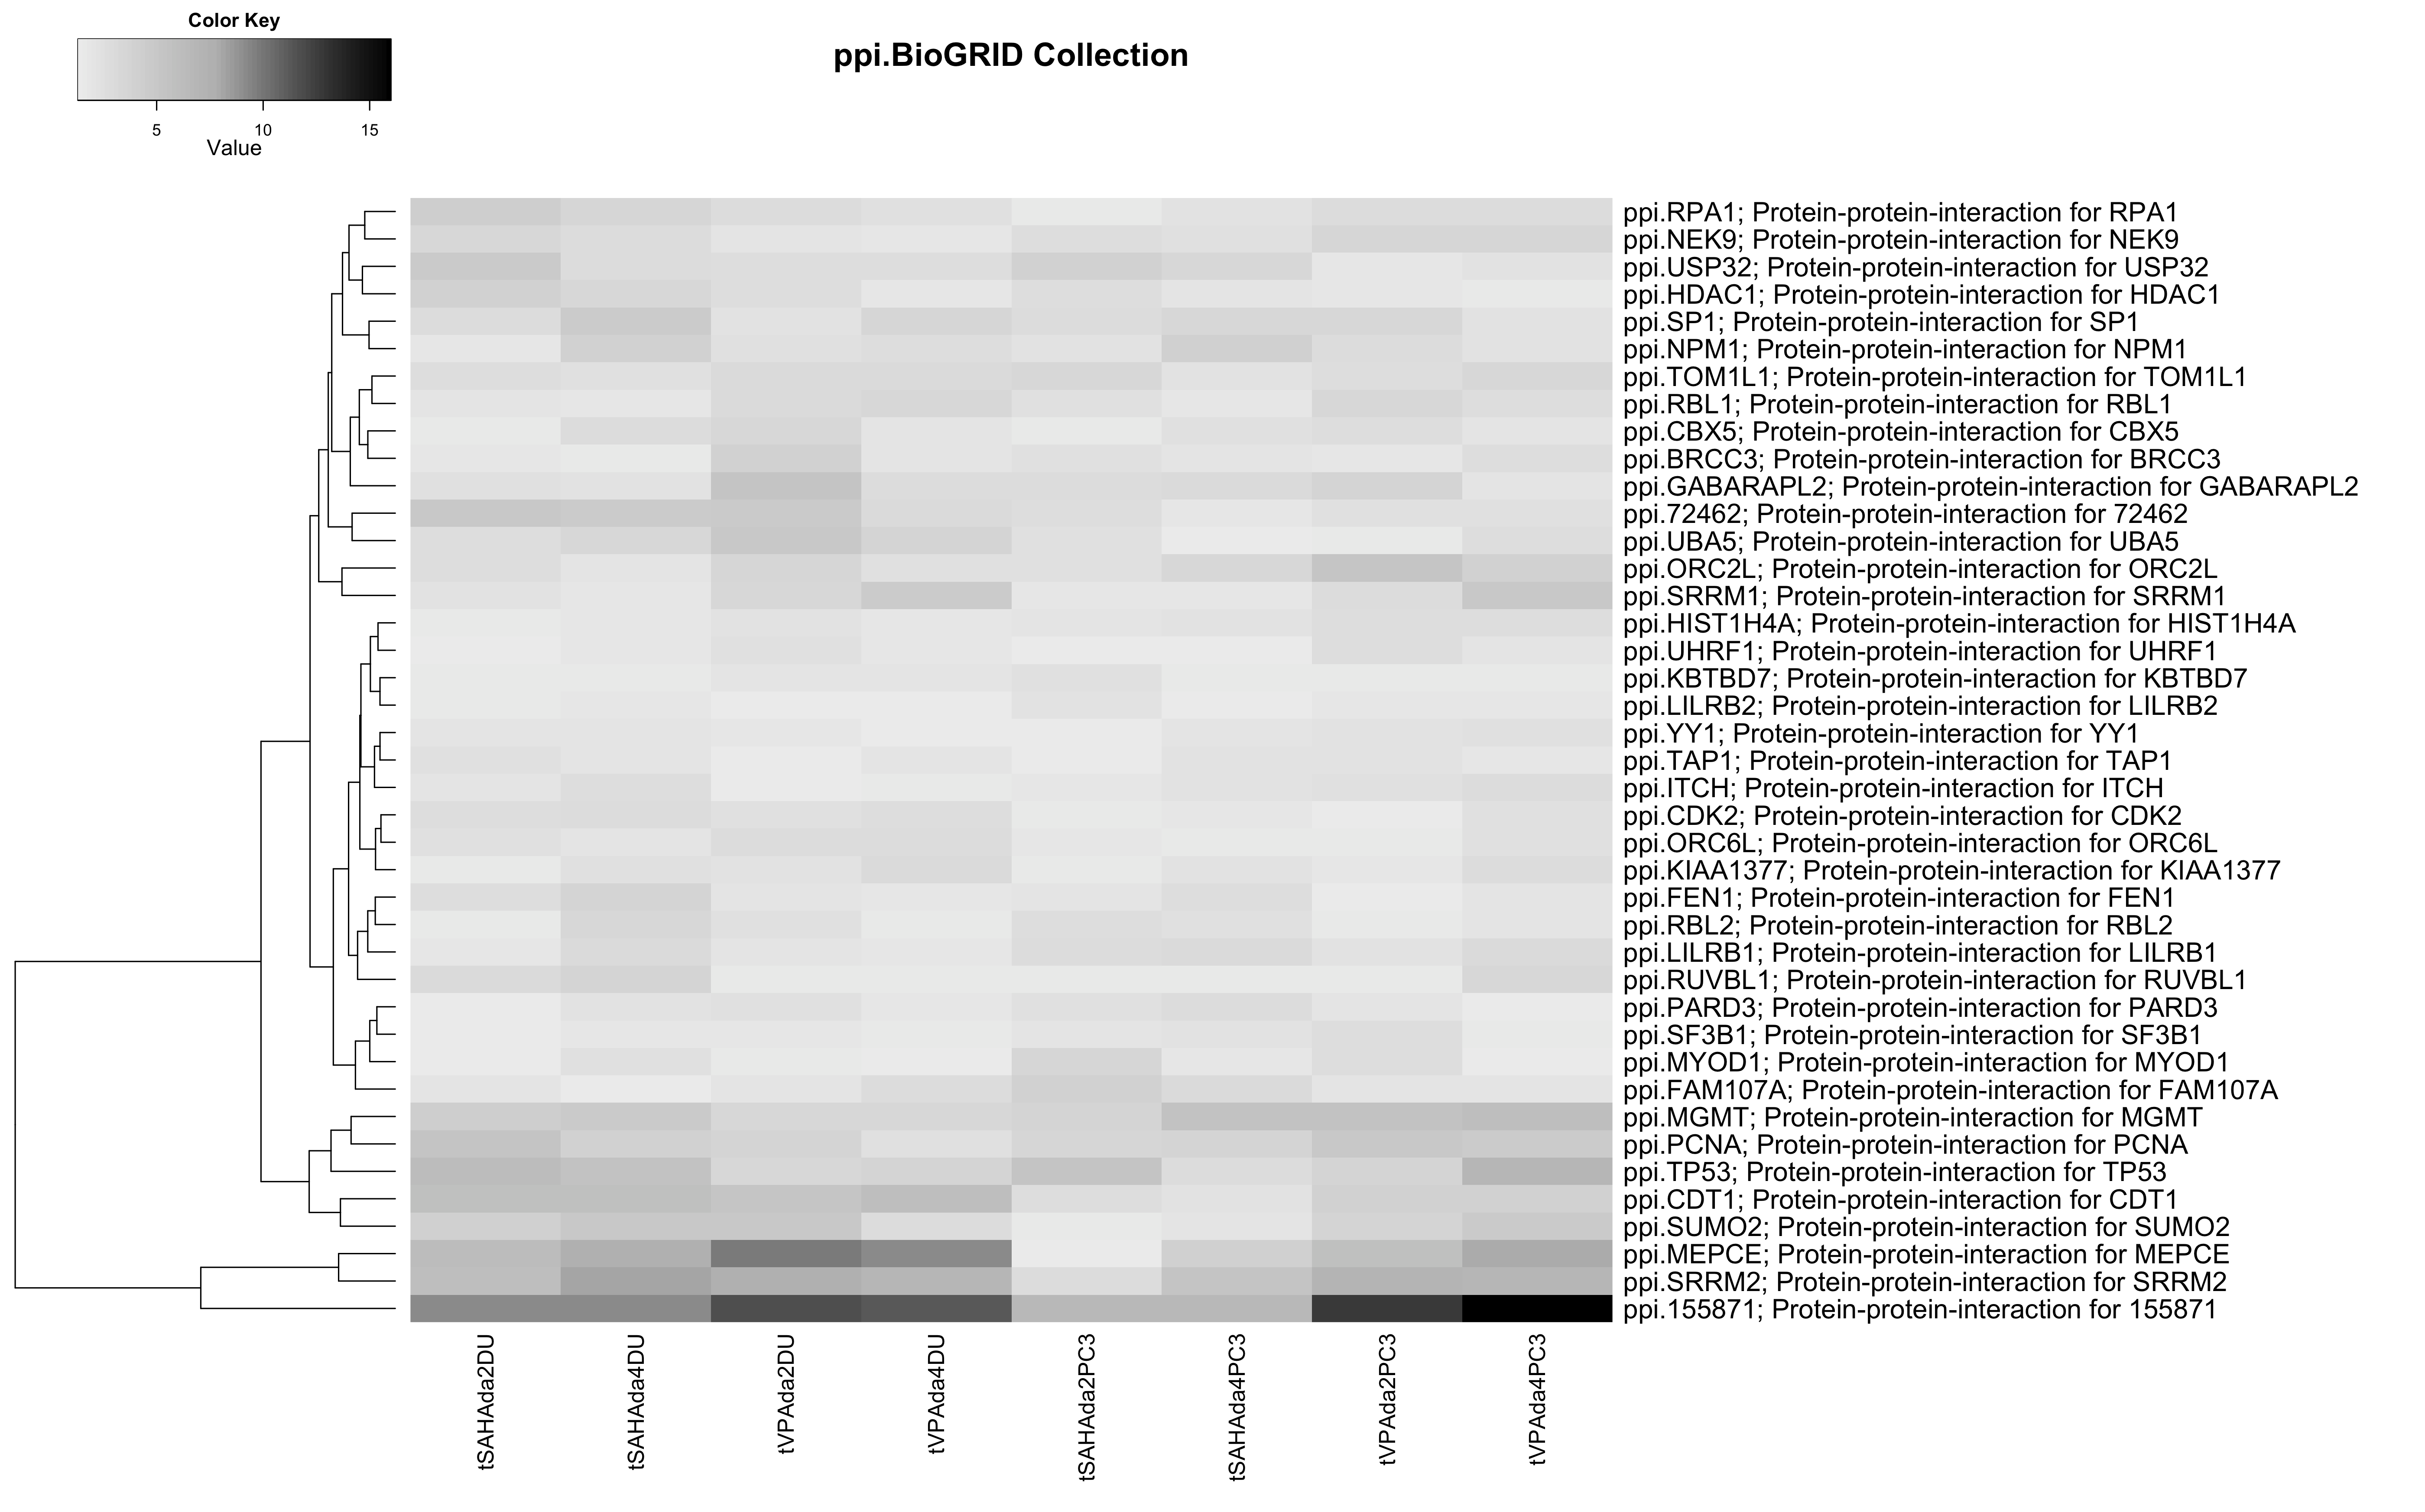 Color Key
5 10 15
Value
ppi.BioGRID Collection
ppi.RPA1; Protein-protein-interaction for RPA1
ppi.NEK9; Protein-protein-interaction for NEK9
ppi.USP32; Protein-protein-interaction for USP32
ppi.HDAC1; Protein-protein-interaction for HDAC1
ppi.SP1; Protein-protein-interaction for SP1
ppi.NPM1; Protein-protein-interaction for NPM1
ppi.TOM1L1; Protein-protein-interaction for TOM1L1
ppi.RBL1; Protein-protein-interaction for RBL1
ppi.CBX5; Protein-protein-interaction for CBX5
ppi.BRCC3; Protein-protein-interaction for BRCC3
ppi.GABARAPL2; Protein-protein-interaction for GABARAPL2
ppi.72462; Protein-protein-interaction for 72462
ppi.UBA5; Protein-protein-interaction for UBA5
ppi.ORC2L; Protein-protein-interaction for ORC2L
ppi.SRRM1; Protein-protein-interaction for SRRM1
ppi.HIST1H4A; Protein-protein-interaction for HIST1H4A
ppi.UHRF1; Protein-protein-interaction for UHRF1
ppi.KBTBD7; Protein-protein-interaction for KBTBD7
ppi.LILRB2; Protein-protein-interaction for LILRB2
ppi.YY1; Protein-protein-interaction for YY1
ppi.TAP1; Protein-protein-interaction for TAP1
ppi.ITCH; Protein-protein-interaction for ITCH
ppi.CDK2; Protein-protein-interaction for CDK2
ppi.ORC6L; Protein-protein-interaction for ORC6L
ppi.KIAA1377; Protein-protein-interaction for KIAA1377
ppi.FEN1; Protein-protein-interaction for FEN1
ppi.RBL2; Protein-protein-interaction for RBL2
ppi.LILRB1; Protein-protein-interaction for LILRB1
ppi.RUVBL1; Protein-protein-interaction for RUVBL1
ppi.PARD3; Protein-protein-interaction for PARD3
ppi.SF3B1; Protein-protein-interaction for SF3B1
ppi.MYOD1; Protein-protein-interaction for MYOD1
ppi.FAM107A; Protein-protein-interaction for FAM107A
ppi.MGMT; Protein-protein-interaction for MGMT
ppi.PCNA; Protein-protein-interaction for PCNA
ppi.TP53; Protein-protein-interaction for TP53
ppi.CDT1; Protein-protein-interaction for CDT1
ppi.SUMO2; Protein-protein-interaction for SUMO2
ppi.MEPCE; Protein-protein-interaction for MEPCE
ppi.SRRM2; Protein-protein-interaction for SRRM2
ppi.155871; Protein-protein-interaction for 155871
tSAHAda2DU
tSAHAda4DU
tVPAda2DU
tVPAda4DU
tSAHAda2PC3
tSAHAda4PC3
tVPAda2PC3
tVPAda4PC3